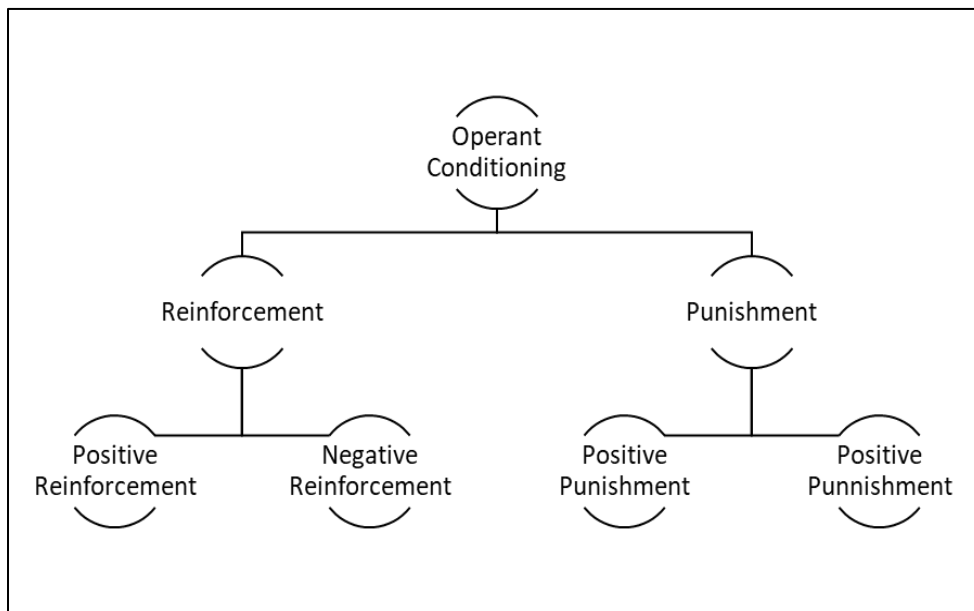 Operant
Conditioning
Reinforcement
Punishment
Positive
Reinforcement
Negative
Reinforcement
Positive
Punishment
Positive
Punnishment